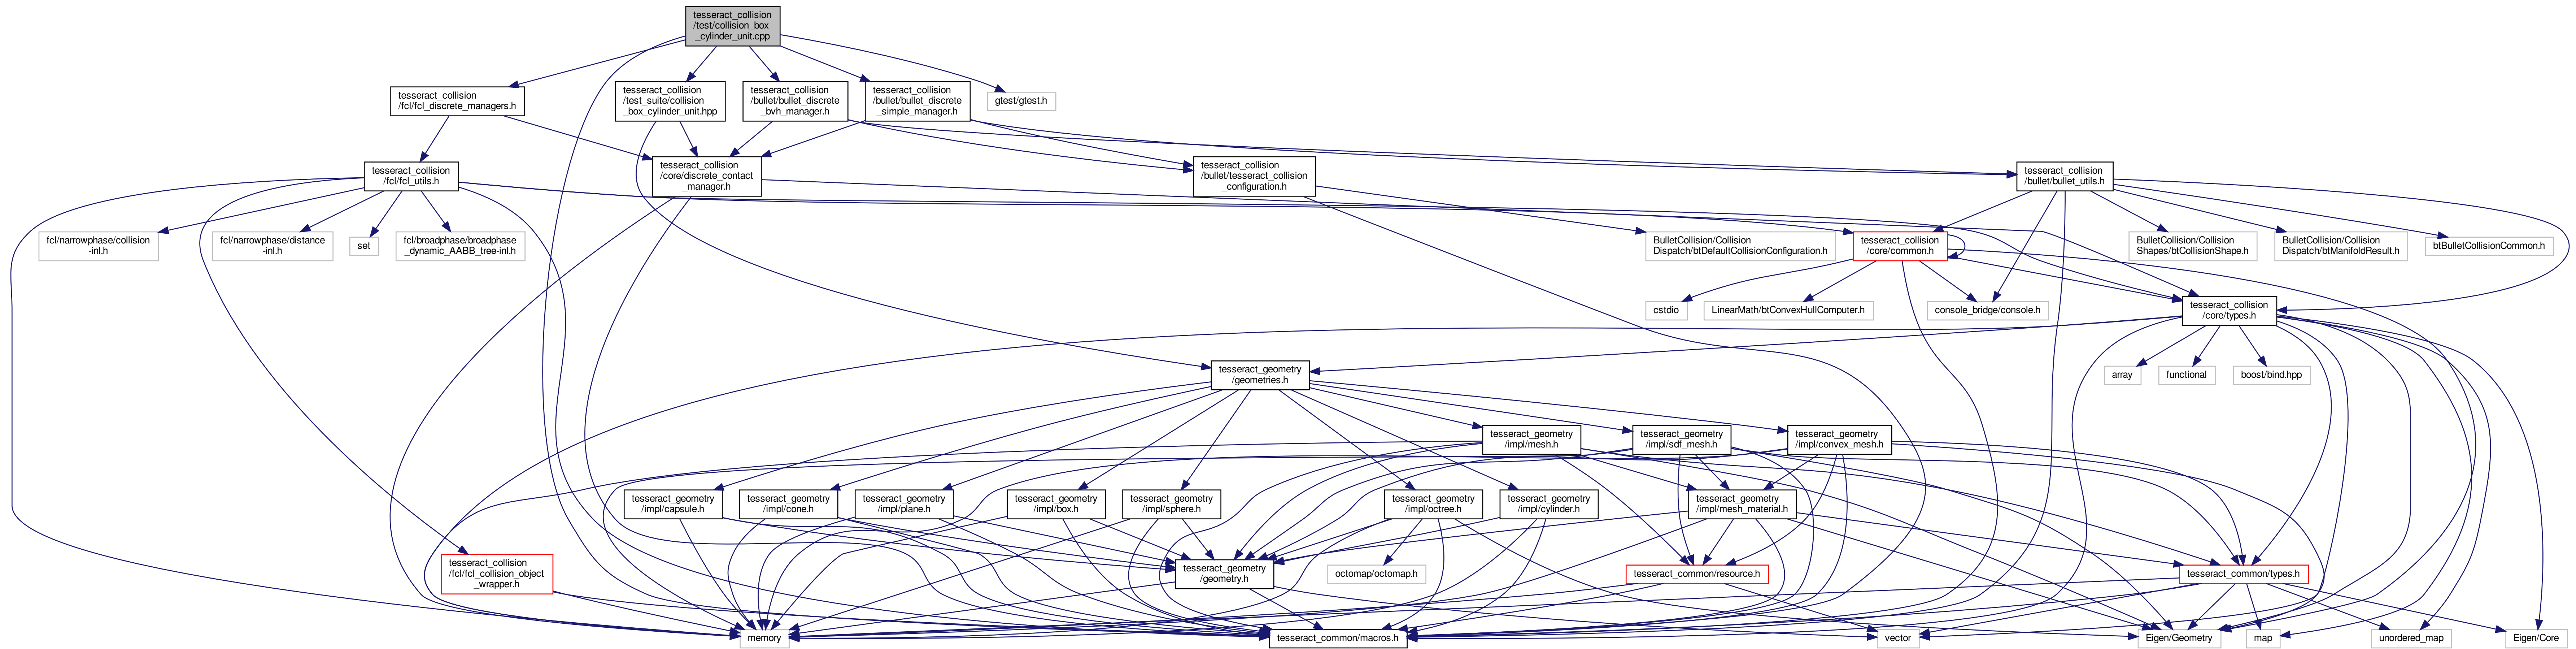 tesseract_collision
/test/collision_box
_cylinder_unit.cpp
tesseract_collision
/fcl/fcl_discrete_managers.h
tesseract_collision
/test_suite/collision
_box_cylinder_unit.hpp
tesseract_collision
/bullet/bullet_discrete
_bvh_manager.h
tesseract_collision
/bullet/bullet_discrete
_simple_manager.h
gtest/gtest.h
tesseract_collision
/fcl/fcl_utils.h
tesseract_collision
/core/discrete_contact
_manager.h
tesseract_collision
/bullet/tesseract_collision
_configuration.h
tesseract_collision
/bullet/bullet_utils.h
fcl/narrowphase/collision
-inl.h
fcl/narrowphase/distance
-inl.h
set
fcl/broadphase/broadphase
_dynamic_AABB_tree-inl.h
BulletCollision/Collision
Dispatch/btDefaultCollisionConfiguration.h
tesseract_collision
/core/common.h
BulletCollision/Collision
Shapes/btCollisionShape.h
BulletCollision/Collision
Dispatch/btManifoldResult.h
btBulletCollisionCommon.h
cstdio
LinearMath/btConvexHullComputer.h
console_bridge/console.h
tesseract_collision
/core/types.h
tesseract_geometry
/geometries.h
array
functional
boost/bind.hpp
tesseract_geometry
/impl/mesh.h
tesseract_geometry
/impl/sdf_mesh.h
tesseract_geometry
/impl/convex_mesh.h
tesseract_geometry
/impl/capsule.h
tesseract_geometry
/impl/cone.h
tesseract_geometry
/impl/plane.h
tesseract_geometry
/impl/box.h
tesseract_geometry
/impl/sphere.h
tesseract_geometry
/impl/octree.h
tesseract_geometry
/impl/cylinder.h
tesseract_geometry
/impl/mesh_material.h
tesseract_collision
/fcl/fcl_collision_object
_wrapper.h
tesseract_geometry
/geometry.h
octomap/octomap.h
tesseract_common/resource.h
tesseract_common/types.h
memory
tesseract_common/macros.h
vector
Eigen/Geometry
map
unordered_map
Eigen/Core